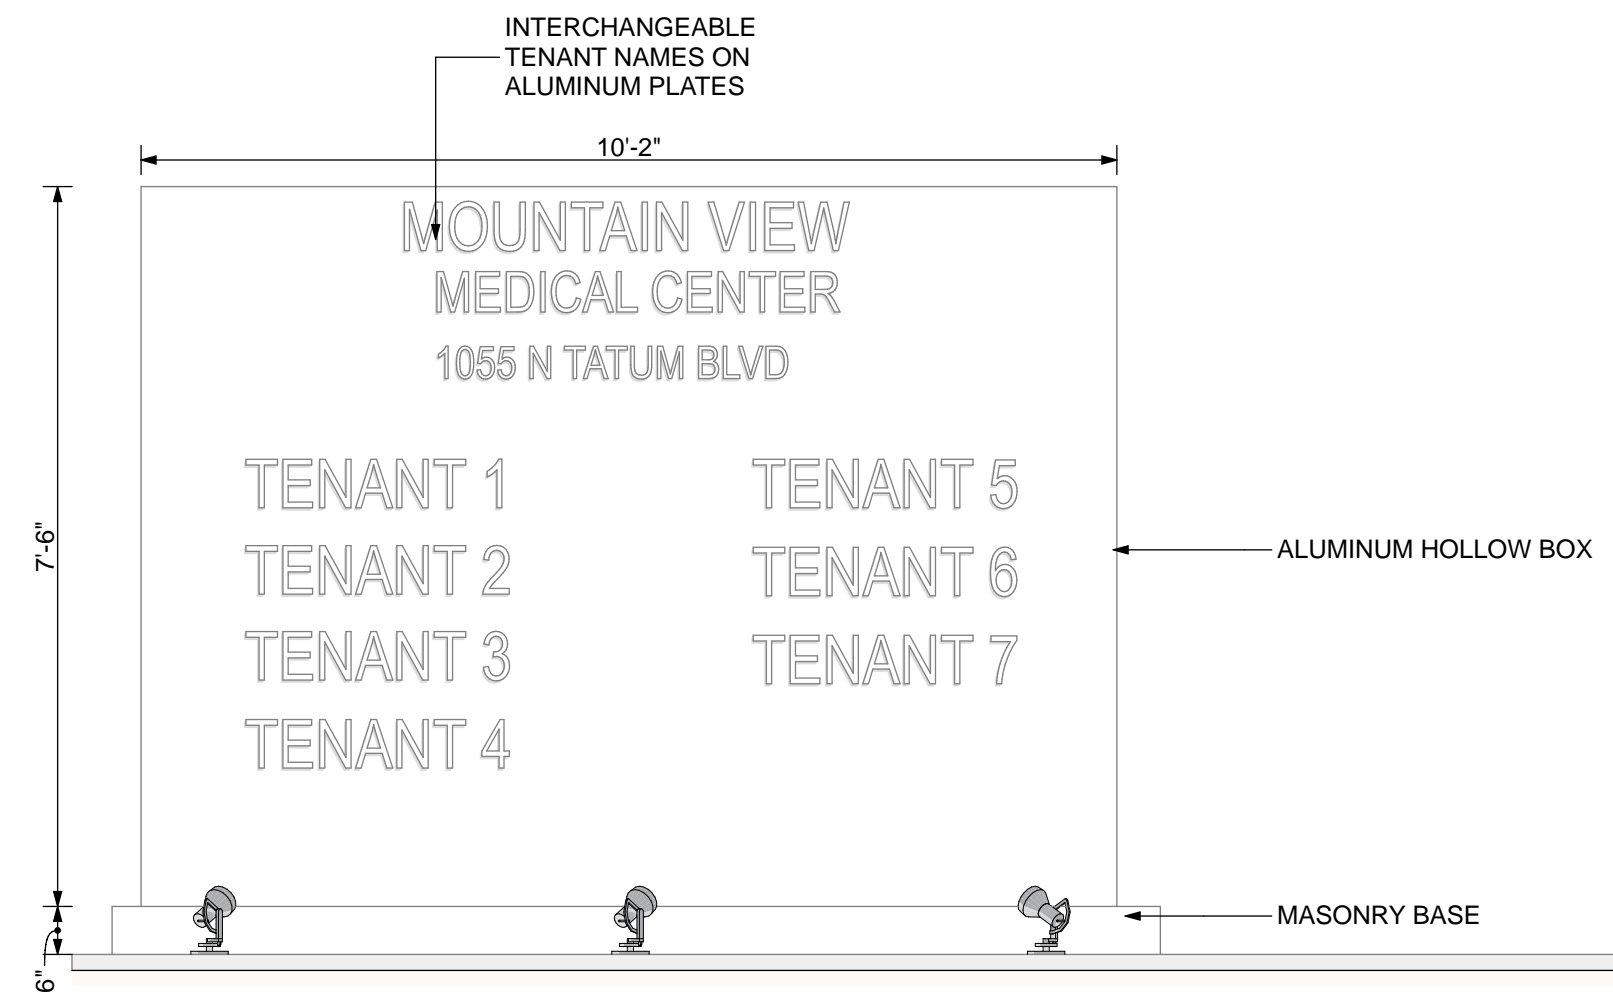 INTERCHANGEABLE
TENANT NAMES ON
ALUMINUM PLATES
10'-2"
MOUNTAIN VIEW
MEDICAL CENTER
1055 N TATUM BLVD
TENANT 1
TENANT 2
TENANT 3
TENANT 4
TENANT 5
TENANT 6
TENANT 7
7'-6"
ALUMINUM HOLLOW BOX
MASONRY BASE
6"